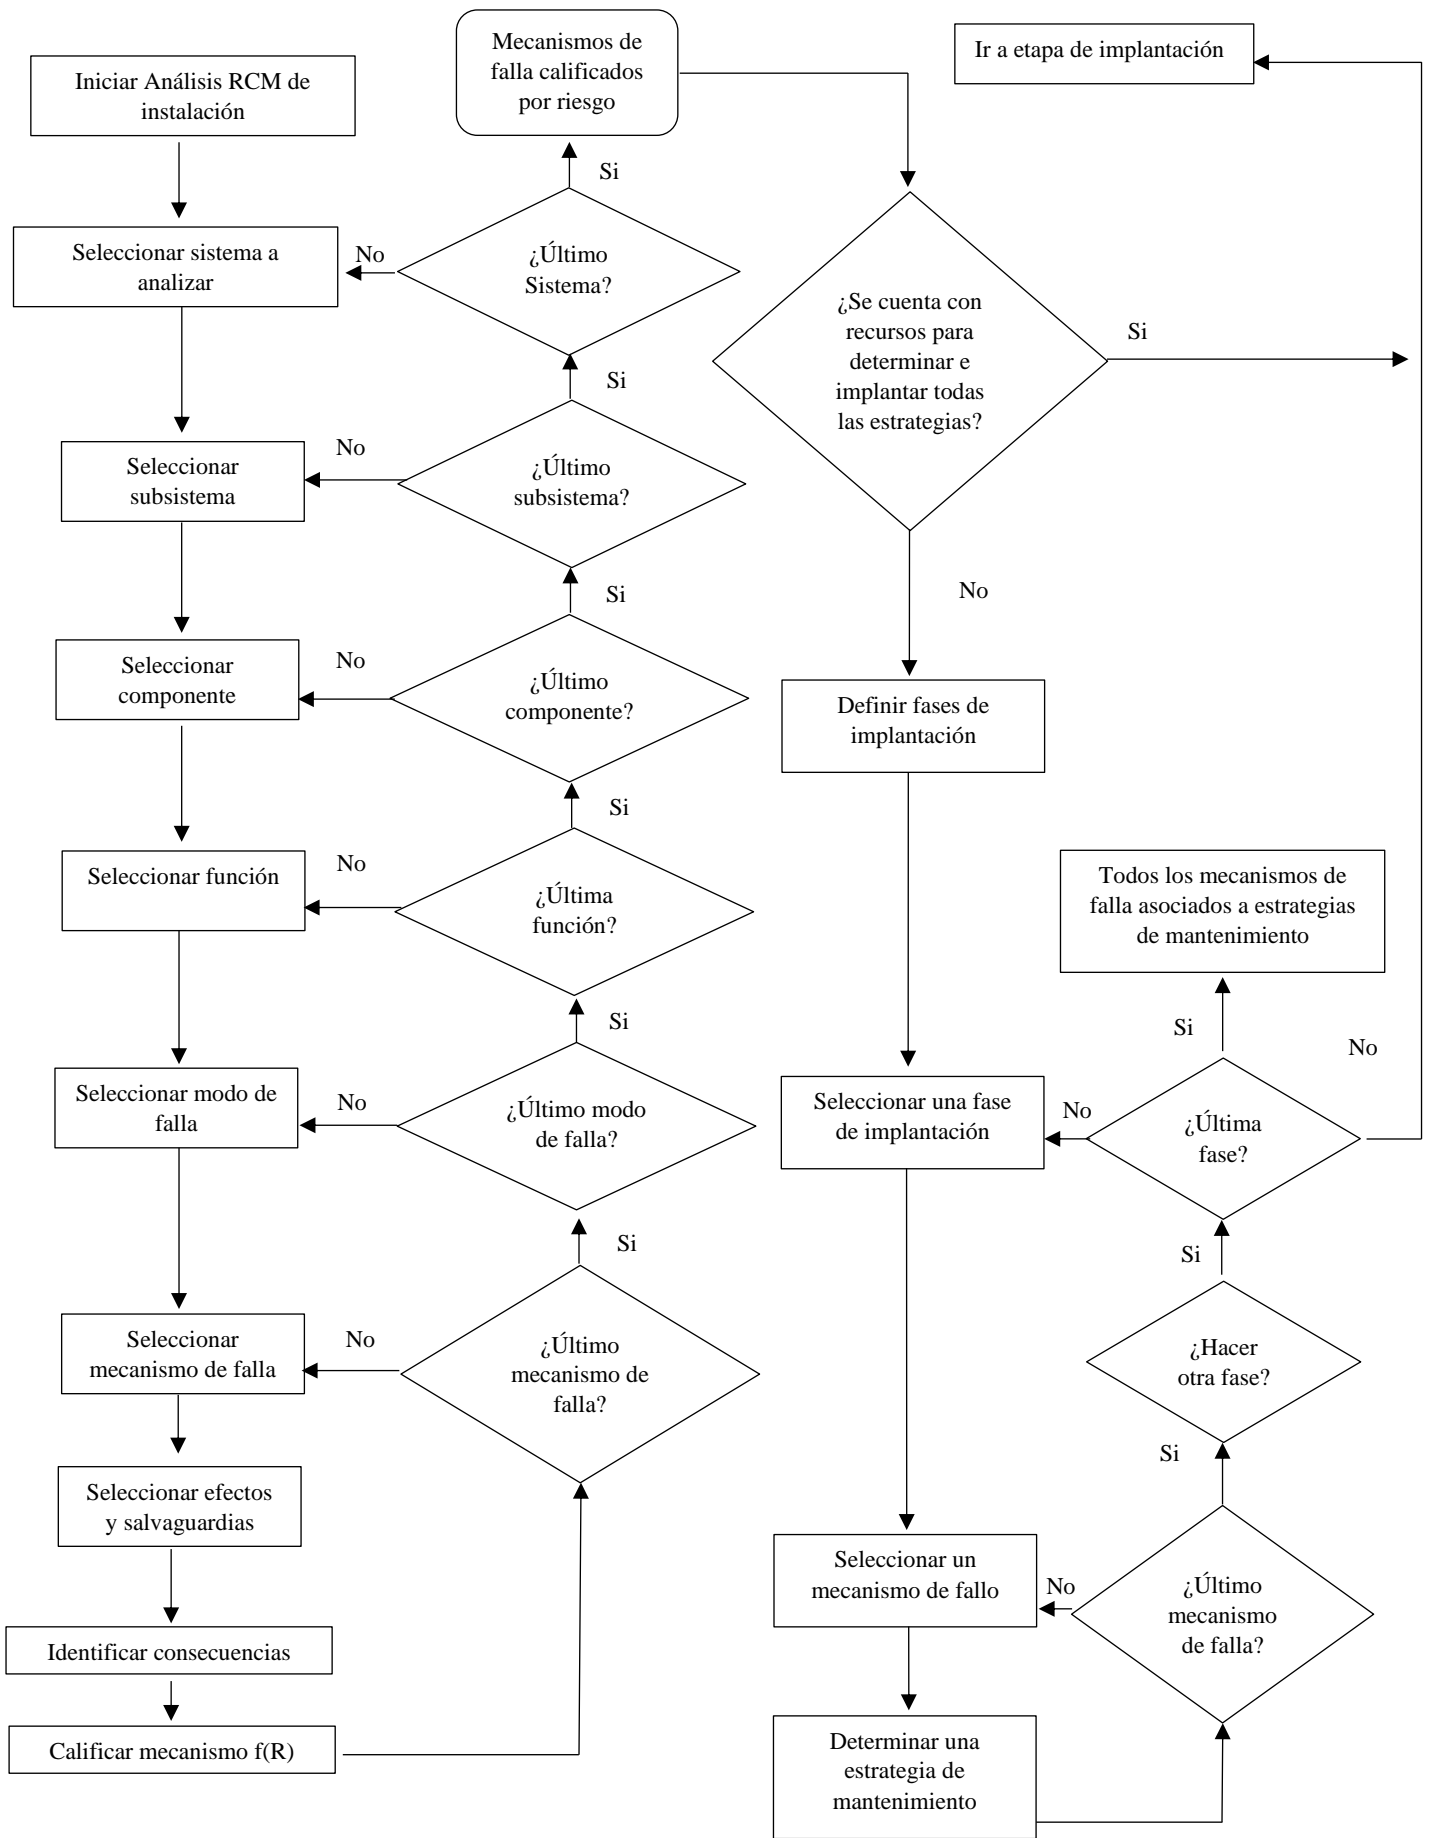 Iniciar Análisis RCM de
instalación
Seleccionar sistema a
analizar
Seleccionar
subsistema
Seleccionar
componente
Seleccionar función
Seleccionar modo de
falla
Seleccionar
mecanismo de falla
Seleccionar efectos
y salvaguardias
Identificar consecuencias
Calificar mecanismo f(R)
Mecanismos de
falla calificados
por riesgo
Si
No
¿Último
Sistema?
Si
No
¿Último
subsistema?
Si
No
¿Último
componente?
Si
No
¿Última
función?
Si
No
¿Último modo
de falla?
Si
No
¿Último
mecanismo de
falla?
Ir a etapa de implantación
¿Se cuenta con
recursos para
determinar e
implantar todas
las estrategias?
Si
No
Definir fases de
implantación
Todos los mecanismos de
falla asociados a estrategias
de mantenimiento
Si
No
Seleccionar una fase
de implantación
No
¿Última
fase?
Si
¿Hacer
otra fase?
Si
Seleccionar un
mecanismo de fallo
No
¿Último
mecanismo
de falla?
Determinar una
estrategia de
mantenimiento